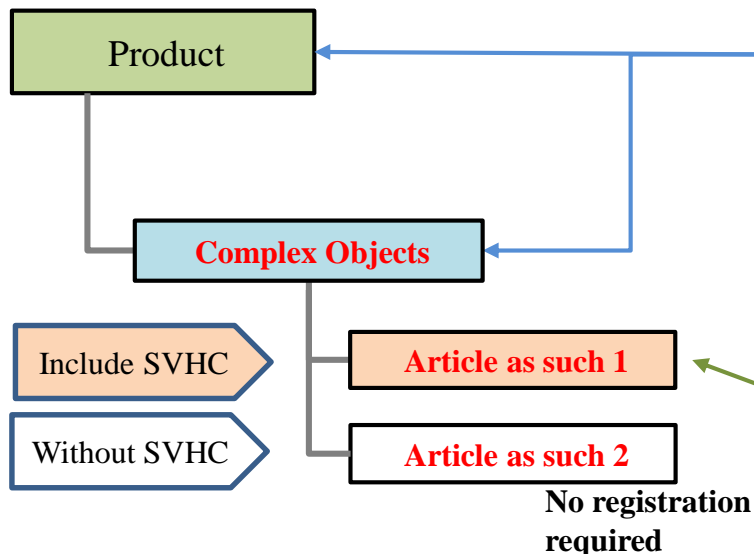 Product
Complex Objects
Include SVHC
Article as such 1
Without SVHC
Article as such 2
No registration
required